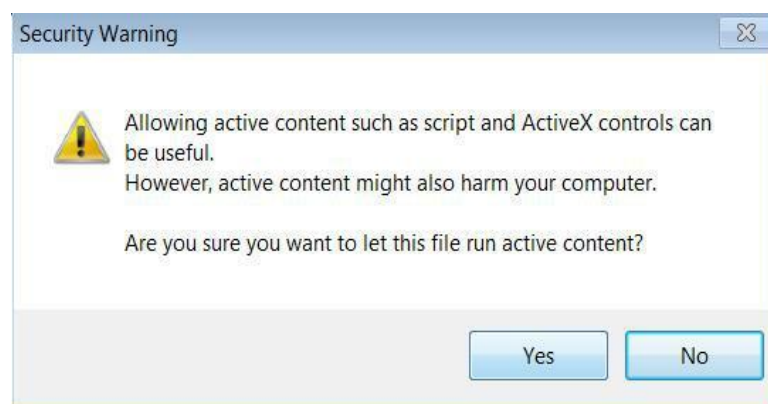 Security Warning
Allowing active content such as script and ActiveX controls can
be useful.
However, active content might also harm your computer.
Are you sure you want to let this file run active content?
Yes
No